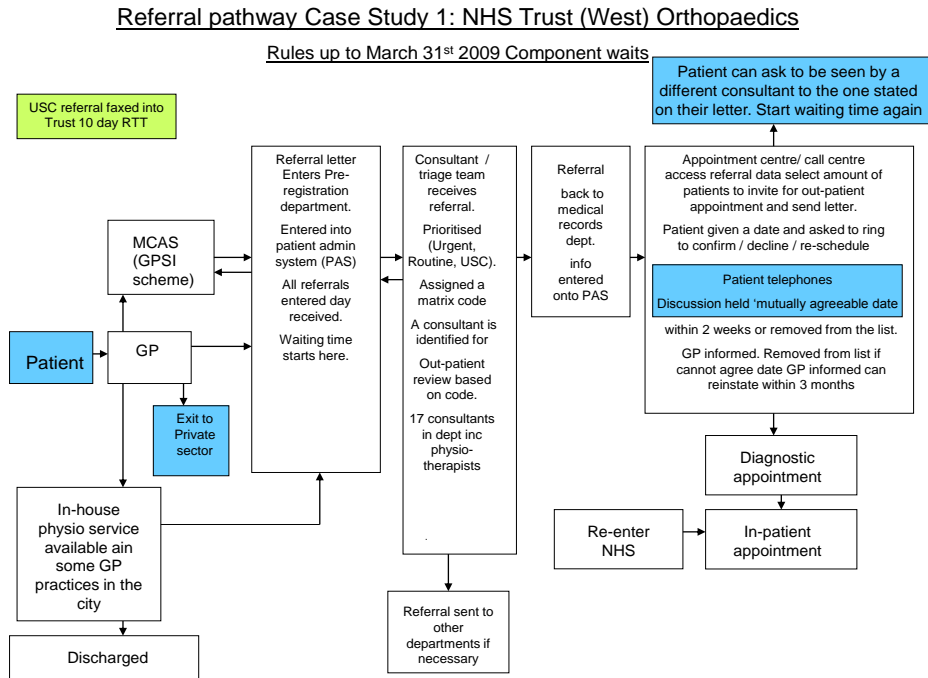 Referral pathway Case Study 1: NHS Trust (West) Orthopaedics
Rules up to March 31st 2009 Component waits
USC referral faxed into
Trust 10 day RTT
Patient can ask to be seen by a
different consultant to the one stated
on their letter. Start waiting time again
MCAS
(GPSI
scheme)
Patient
GP
Exit to
Private
sector
In-house
physio service
available ain
some GP
practices in the
city
Discharged
Referral letter
Enters Pre-
registration
department.
Entered into
patient admin
system (PAS)
All referrals
entered day
received.
Waiting time
starts here.
Consultant /
triage team
receives
referral.
Prioritised
(Urgent,
Routine, USC).
Assigned a
matrix code
A consultant is
identified for
Out-patient
review based
on code.
17 consultants
in dept inc
physio-
therapists
.
Referral sent to
other
departments if
necessary
Referral
back to
medical
records
dept.
info
entered
onto PAS
Appointment centre/ call centre
access referral data select amount of
patients to invite for out-patient
appointment and send letter.
Patient given a date and asked to ring
to confirm / decline / re-schedule
Patient telephones
Discussion held 'mutually agreeable date
within 2 weeks or removed from the list.
GP informed. Removed from list if
cannot agree date GP informed can
reinstate within 3 months
Diagnostic
appointment
Re-enter
NHS
In-patient
appointment